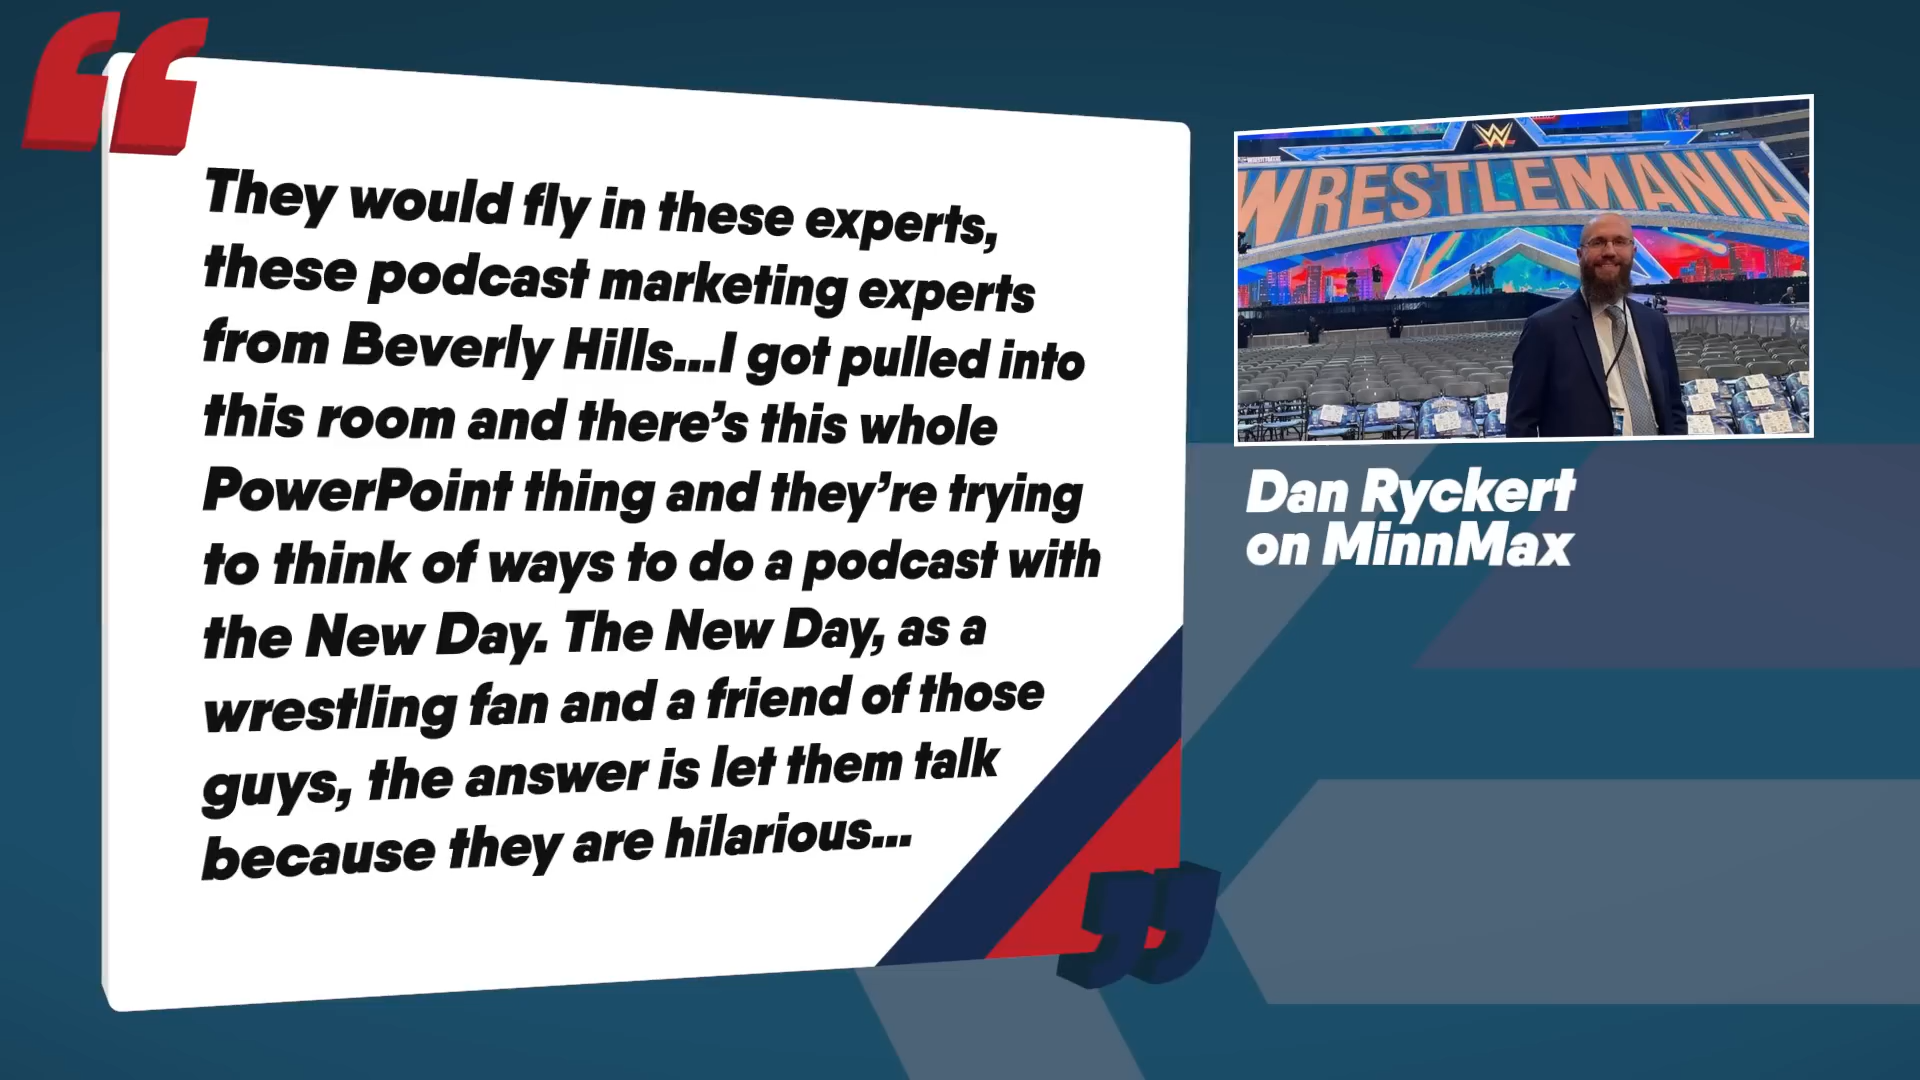 They would fly in these experts,
these podcast marketing experts
from Beverly Hills...I got pulled into
this room and there’s this whole
PowerPoint thing and they’re trying
to think of ways to do a podcast with
the New Day. The New Day, as a
wrestling fan and a friend of those
guys, the answer is let them talk
because they are hilarious...
W
WRESTLEMANIA
Dan Ryckert
on MinnMax